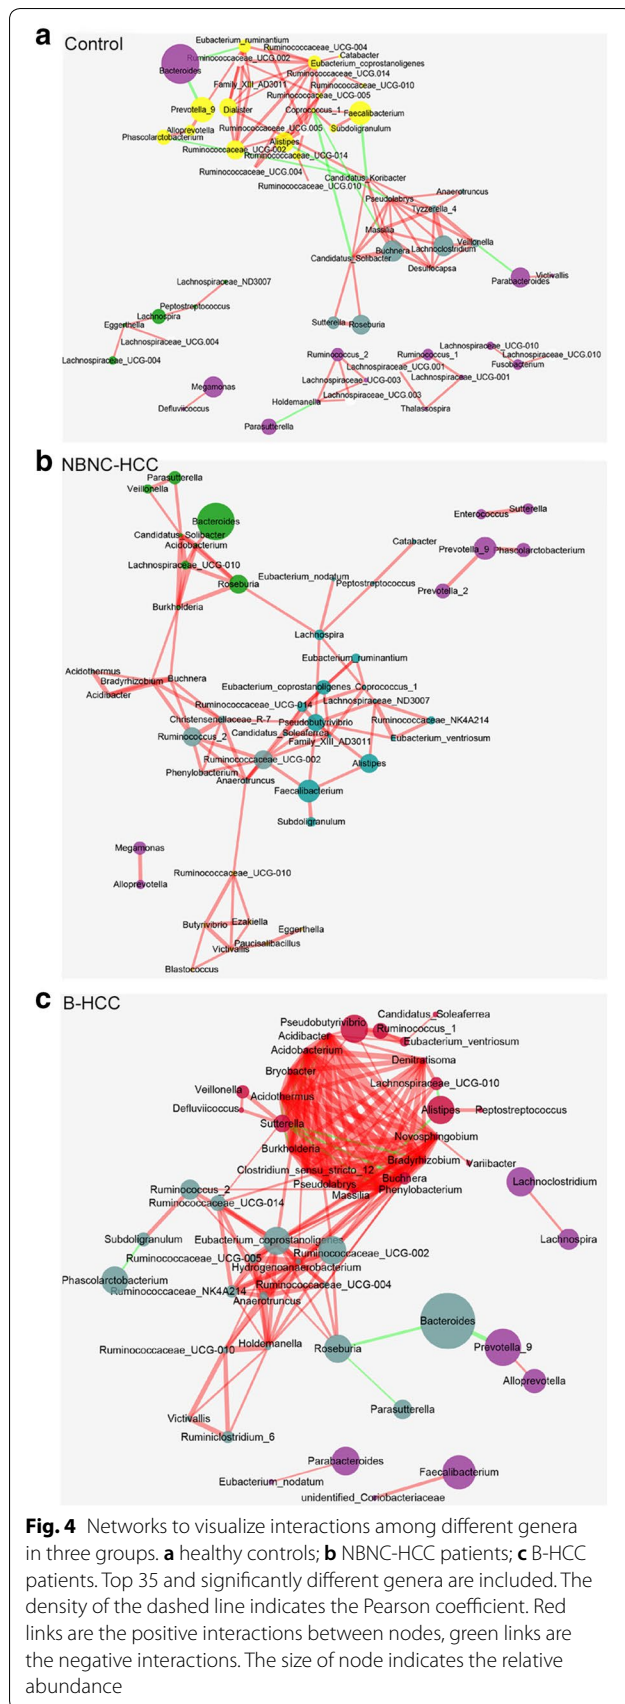 a Control
Eubacterium_ruminantium
Ruminococcaceae_UCG-004
Ruminococcaceae_UCG.002
Catabacter
Eubacterium_coprostanoligenes
Bacteroides
Ruminococcaceae_UCG.014
Family_XIII_AD3011
Ruminococcaceae_UCG-010
Ruminococcaceae_UCG-005
Prevotella_9
Dialister
Coprococcus_1
Faecalibacterium
Alloprevotella
Ruminococcaceae_UCG.005
Subdoligranulum
Phascolarctobacterium
Alistipes
Ruminococcaceae_UCG-002
Ruminococcaceae_UCG-014
Ruminococcaceae_UCG.004
Candidatus_Koribacter
Ruminococcaceae_UCG.010
Anaerotruncus
Pseudolabrys
Tyzzerella_4
Massilia
Veillonella
Buchnera
Lachnoclostridium
Candidatus_Solibacter
Desulfocapsa
Victivallis
Parabacteroides
Lachnospiraceae_ND3007
Peptostreptococcus
Lachnospira
Eggerthella
Sutterella
Roseburia
Lachnospiraceae_UCG.004
Lachnospiraceae_UCG-004
Lachnospiraceae_UCG-010
Ruminococcus_2
Ruminococcus_1
Lachnospiraceae_UCG.010
Lachnospiraceae_UCG.001
Fusobacterium
Lachnospiraceae_UCG-003
Lachnospiraceae_UCG-001
Megamonas
Lachnospiraceae_UCG.003
Holdemanella
Defluviicoccus
Thalassospira
Parasutterella
b NBNC-HCC
Parasutterella
Veillonella
Bacteroides
Sutterella
Enterococcus
Candidatus_Solibacter
Acidobacterium
Catabacter
Prevotella_9
Phascolarctobacterium
Lachnospiraceae_UCG-010
Eubacterium_nodatum
Roseburia
Peptostreptococcus
Prevotella_2
Burkholderia
Lachnospira
Eubacterium_ruminantium
Acidothermus
Bradyrhizobium
Buchnera
Acidibacter
Eubacterium_coprostanoligenes
Coprococcus_1
Lachnospiraceae_ND3007
Ruminococcaceae_UCG-014
Christensenellaceae_R-7
Pseudobutyrivibrio
Ruminococcaceae_NK4A214
Candidatus_Soleaferrea
Ruminococcus_2
Family_XIII_AD3011
Eubacterium_ventriosum
Ruminococcaceae_UCG-002
Alistipes
Phenylobacterium
Anaerotruncus
Faecalibacterium
Subdoligranulum
Megamonas
Ruminococcaceae_UCG-010
Alloprevotella
Butyrivibrio
Ezakiella
Eggerthella
Paucisalibacillus
Victivallis
Blastococcus
c B-HCC
Candidatus_Soleaferrea
Pseudobutyrivibrio
Ruminococcus_1
Acidibacter
Eubacterium_ventriosum
Acidobacterium
Denitratisoma
Bryobacter
Lachnospiraceae_UCG-010
Veillonella
Acidothermus
Defluviicoccus
Alistipes
Peptostreptococcus
Sutterella
Novosphingobium
Burkholderia
Bradyrhizobium
Variibacter
Clostridium_sensu_stricto_12
Buchnera
Lachnoclostridium
Pseudolabrys
Phenylobacterium
Ruminococcus_2
Massilia
Ruminococcaceae_UCG-014
Lachnospira
Subdoligranulum
Eubacterium_coprostanoligenes
Ruminococcaceae_UCG-002
Ruminococcaceae_UCG-005
Hydrogenoanaerobacterium
Phascolarctobacterium
Ruminococcaceae_UCG-004
Ruminococcaceae_NK4A214
Anaerotruncus
Bacteroides
Holdemanella
Ruminococcaceae_UCG-010
Roseburia
Prevotella_9
Alloprevotella
Parasutterella
Victivallis
Ruminiclostridium_6
Parabacteroides
Faecalibacterium
Eubacterium_nodatum
unidentified_Coriobacteriaceae
Fig. 4 Networks to visualize interactions among different genera
in three groups. a healthy controls; b NBNC-HCC patients; c B-HCC
patients. Top 35 and significantly different genera are included. The
density of the dashed line indicates the Pearson coefficient. Red
links are the positive interactions between nodes, green links are
the negative interactions. The size of node indicates the relative
abundance